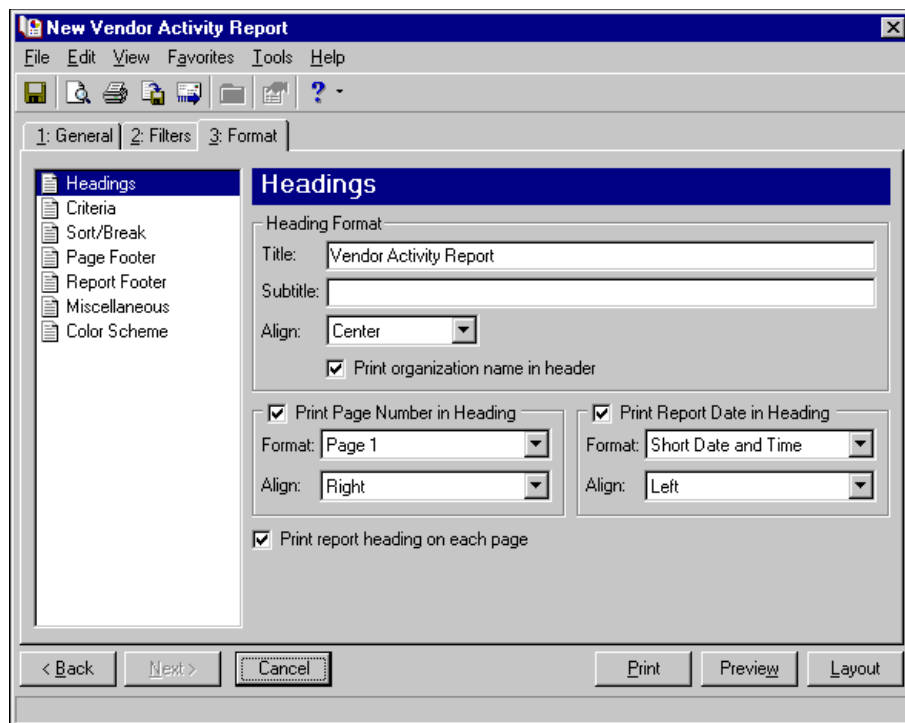 New Vendor Activity Report
File Edit View Favorites Tools Help
?
1: General 2: Filters 3: Format
Headings
Criteria
Sort/Break
Page Footer
Report Footer
Miscellaneous
Color Scheme
Headings
Heading Format
Title: Vendor Activity Report
Subtitle:
Align: Center
Print organization name in header
Print Page Number in Heading
Format: Page 1
Align: Right
Print Report Date in Heading
Format: Short Date and Time
Align: Left
Print report heading on each page
< Back Next > Cancel Print Preview Layout